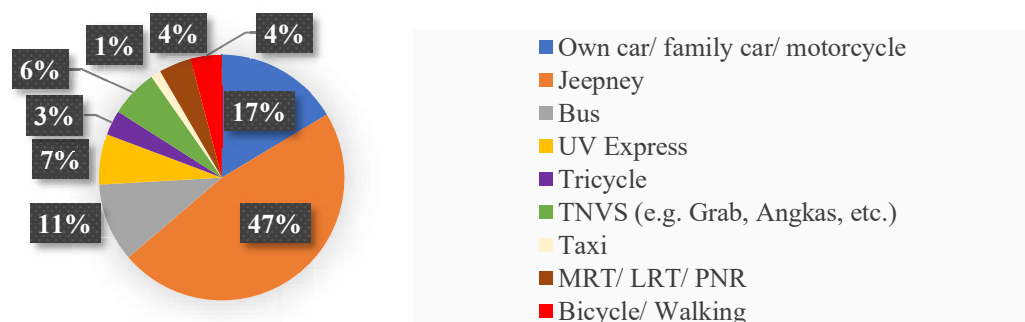 1%
4%
4%
6%
17%
3%
7%
11%
47%
Own car/ family car/ motorcycle
Jeepney
Bus
UV Express
Tricycle
TNVS (e.g. Grab, Angkas, etc.)
Taxi
MRT/ LRT/ PNR
Bicycle/ Walking